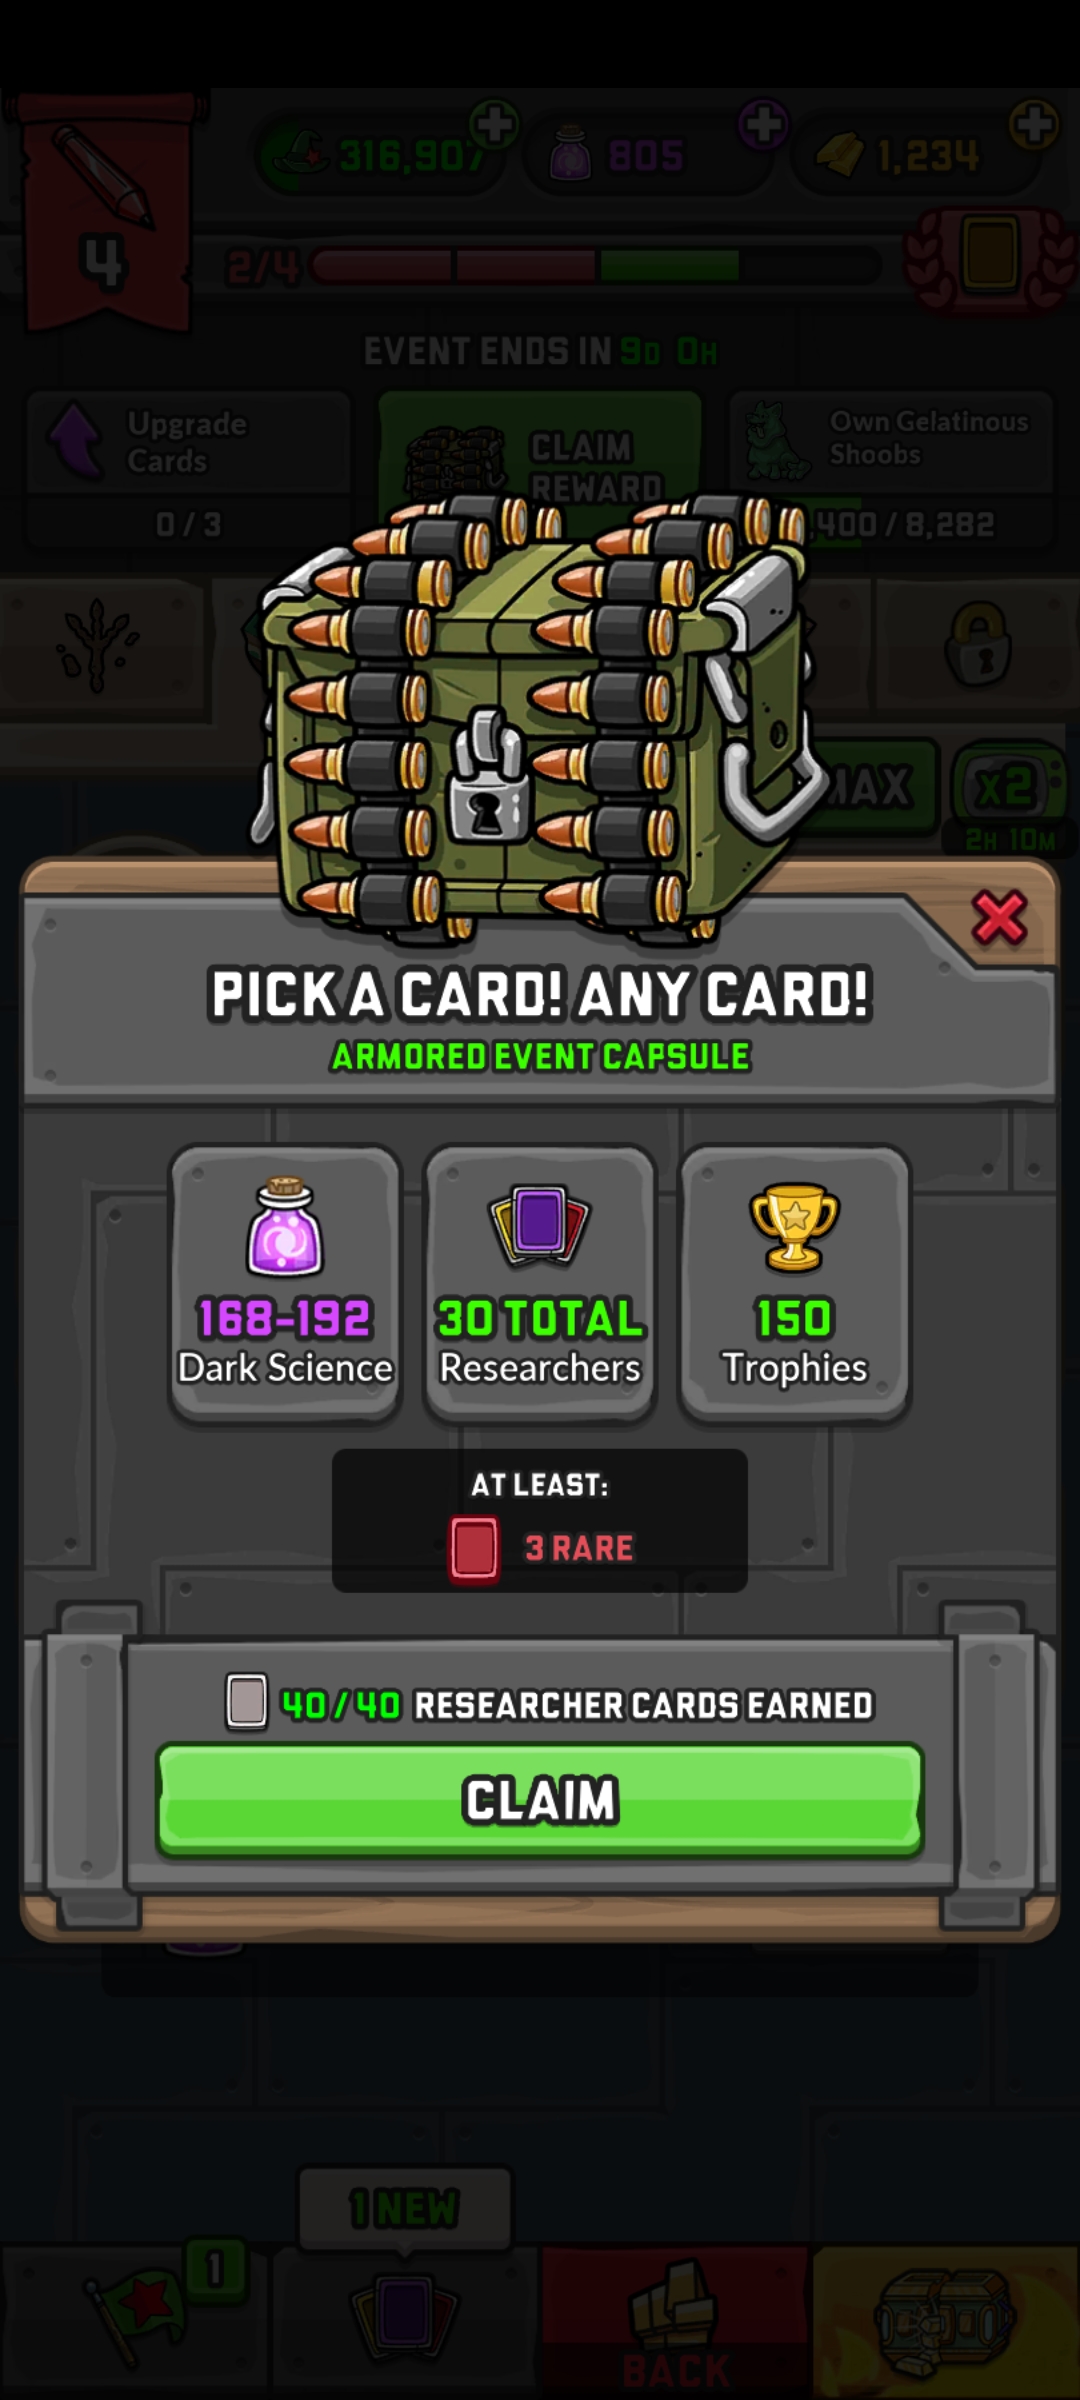 316,907
805
1,234
4
2/4
EVENT ENDS IN 9D 0H
Upgrade
Cards
0 / 3
CLAIM
REWARD
Own Gelatinous
Shoobs
400 / 8,282
MAX
x2
2H 10M
PICK A CARD! ANY CARD!
ARMORED EVENT CAPSULE
168-192
Dark Science
30 TOTAL
Researchers
150
Trophies
AT LEAST:
3 RARE
40/40 RESEARCHER CARDS EARNED
CLAIM
1 NEW
1
BACK